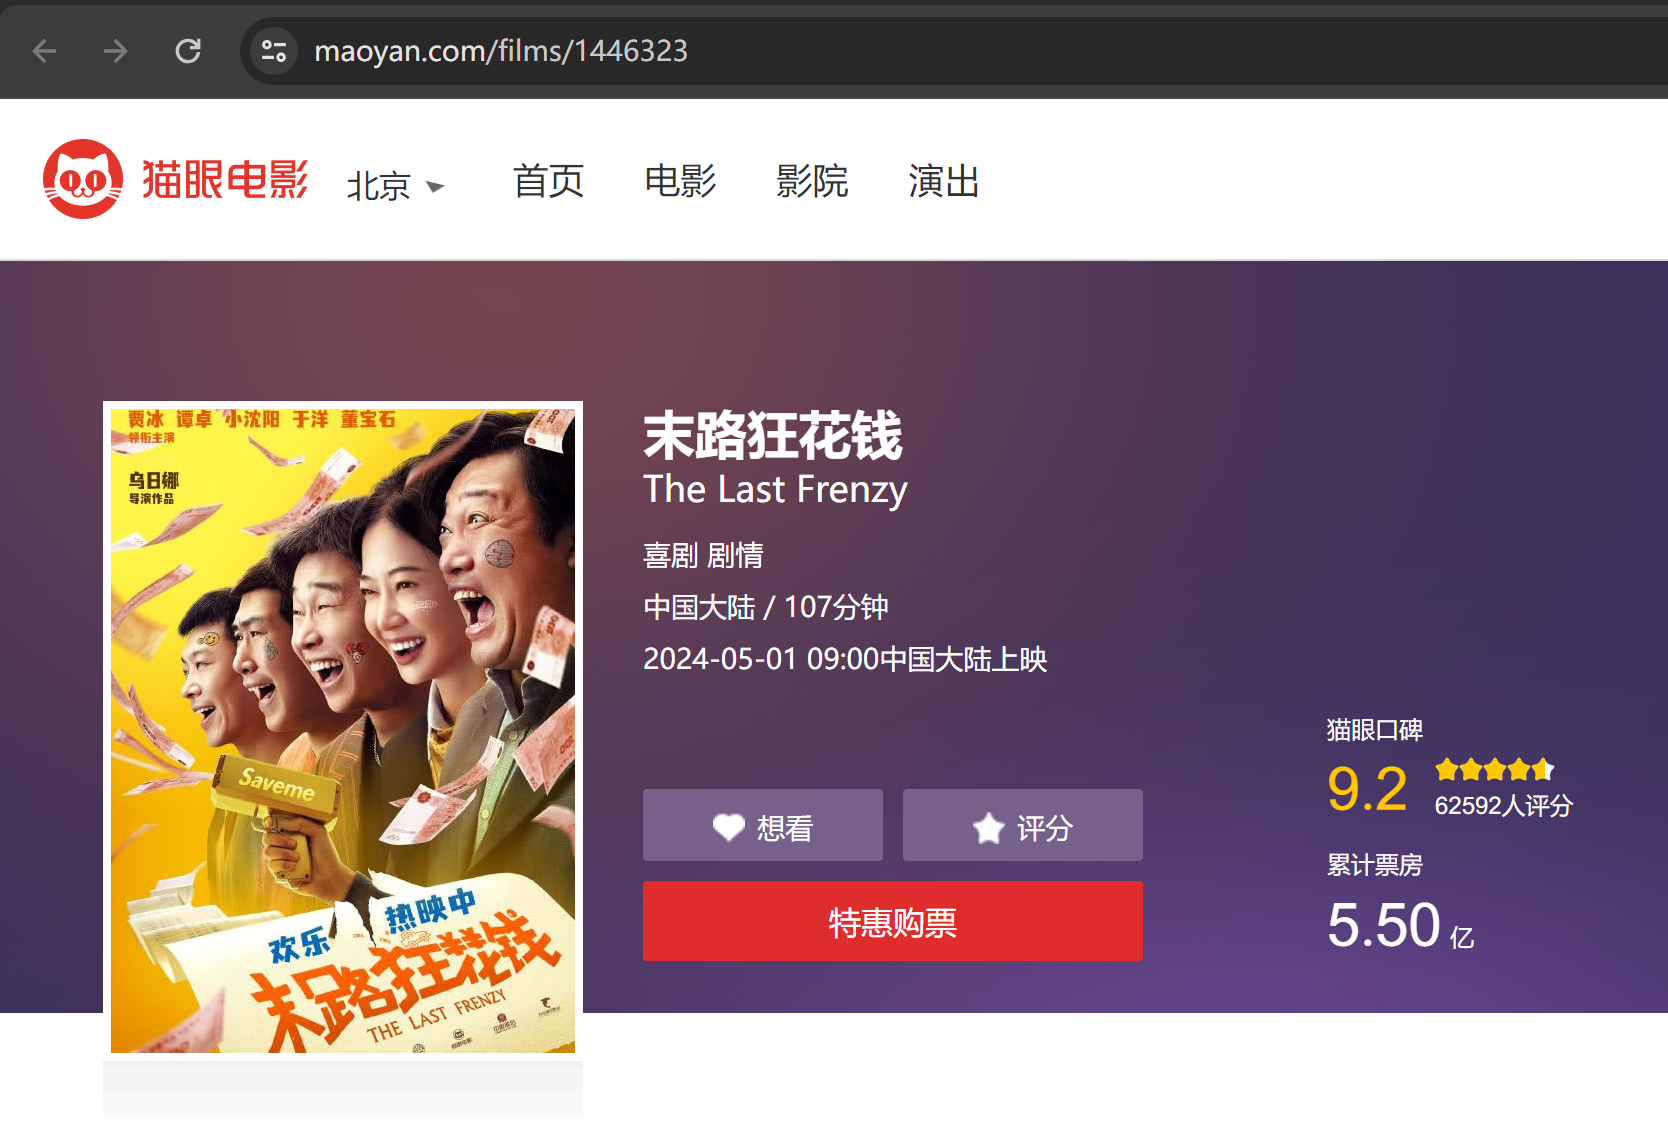 maoyan.com/films/1446323
猫眼电影
北京
首页
电影
影院
演出
贾冰 谭卓 小沈阳 于洋 董宝石
领衔主演
乌日娜
导演作品
Saveme
欢乐 热映中
末路狂花钱
THE LAST FRENZY
末路狂花钱
The Last Frenzy
喜剧 剧情
中国大陆 / 107分钟
2024-05-01 09:00中国大陆上映
想看
评分
特惠购票
猫眼口碑
9.2
62592人评分
累计票房
5.50亿